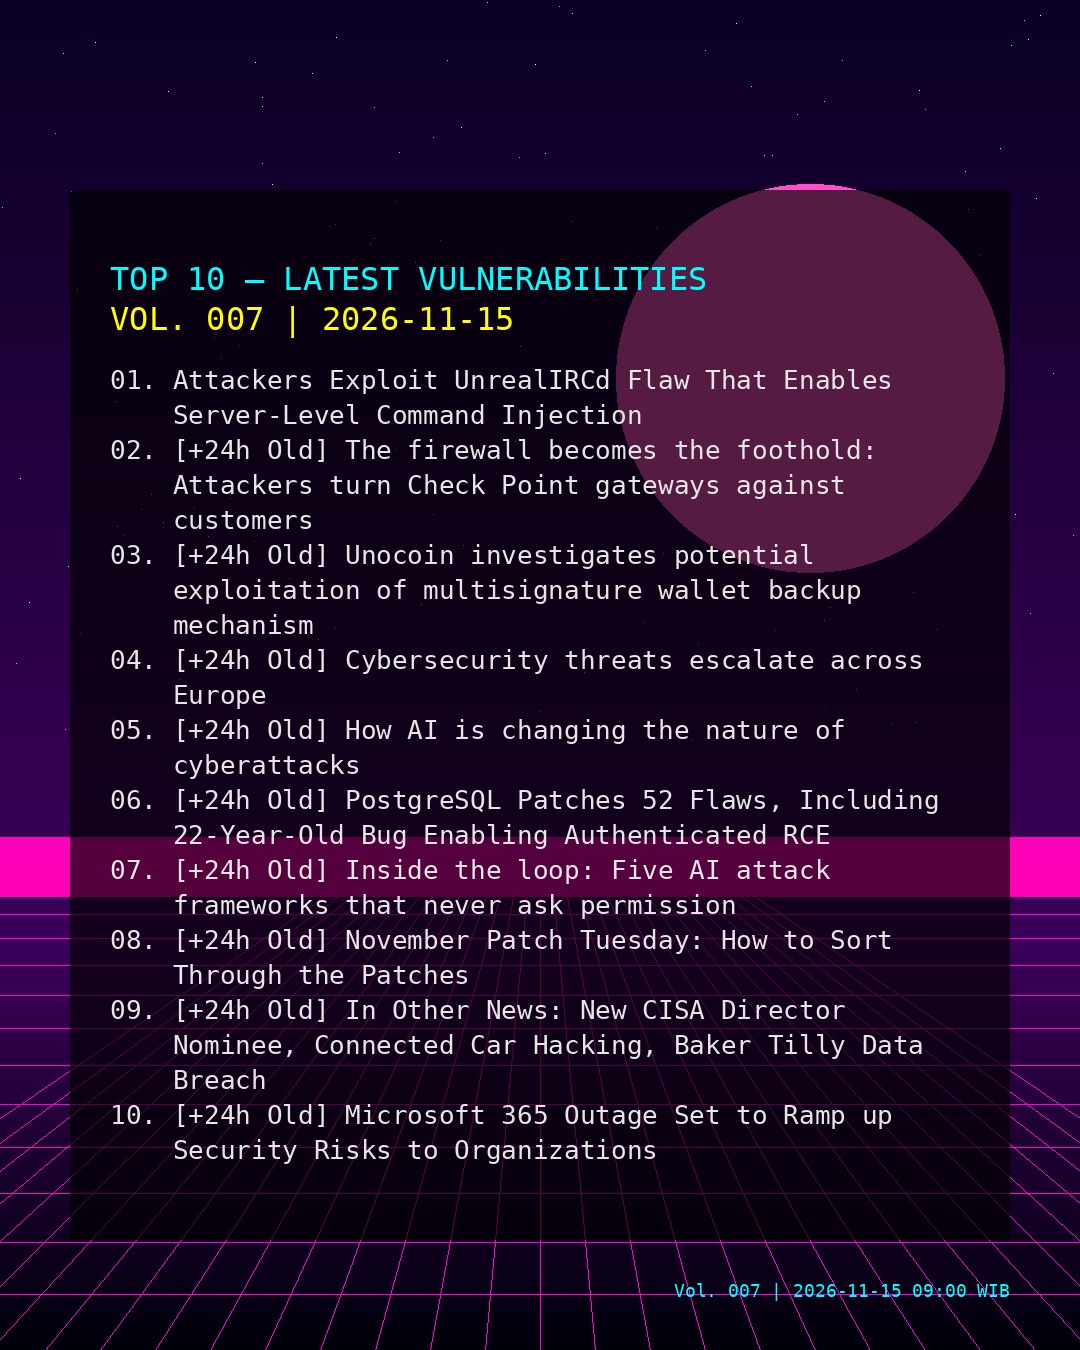 TOP 10 — LATEST VULNERABILITIES
VOL. 007 | 2026-11-15
01. Attackers Exploit UnrealIRCd Flaw That Enables
Server-Level Command Injection
02. [+24h Old] The firewall becomes the foothold:
Attackers turn Check Point gateways against
customers
03. [+24h Old] Unocoin investigates potential
exploitation of multisignature wallet backup
mechanism
04. [+24h Old] Cybersecurity threats escalate across
Europe
05. [+24h Old] How AI is changing the nature of
cyberattacks
06. [+24h Old] PostgreSQL Patches 52 Flaws, Including
22-Year-Old Bug Enabling Authenticated RCE
07. [+24h Old] Inside the loop: Five AI attack
frameworks that never ask permission
08. [+24h Old] November Patch Tuesday: How to Sort
Through the Patches
09. [+24h Old] In Other News: New CISA Director
Nominee, Connected Car Hacking, Baker Tilly Data
Breach
10. [+24h Old] Microsoft 365 Outage Set to Ramp up
Security Risks to Organizations
Vol. 007 | 2026-11-15 09:00 WIB